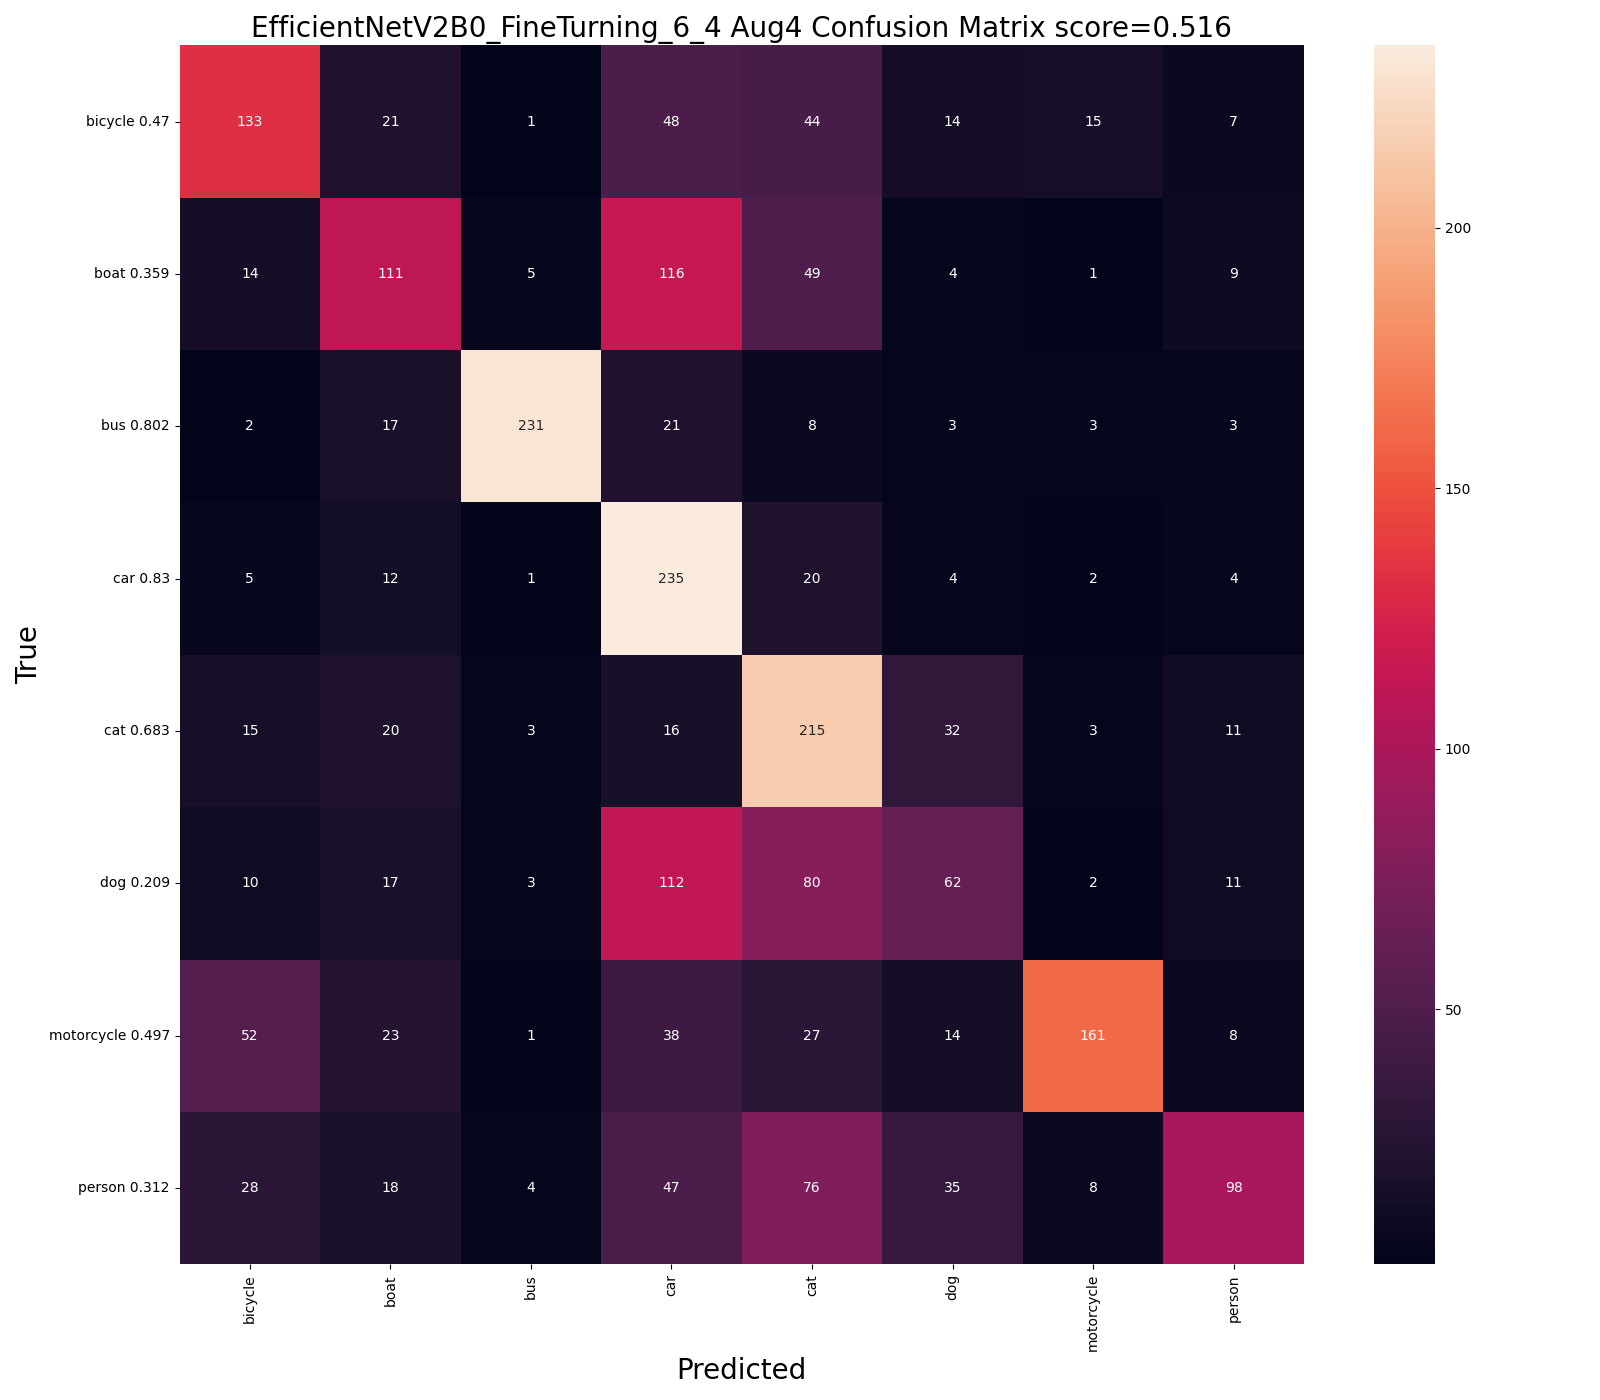 EfficientNetV2B0_FineTurning_6_4 Aug4 Confusion Matrix score=0.516
bicycle 0.47 133 21 1 48 44 14 15 7
boat 0.359 14 111 5 116 49 4 1 9
bus 0.802 2 17 231 21 8 3 3 3
car 0.83 5 12 1 235 20 4 2 4
cat 0.683 15 20 3 16 215 32 3 11
dog 0.209 10 17 3 112 80 62 2 11
motorcycle 0.497 52 23 1 38 27 14 161 8
person 0.312 28 18 4 47 76 35 8 98
bicycle boat bus car cat dog motorcycle person
Predicted
True
200
150
100
50